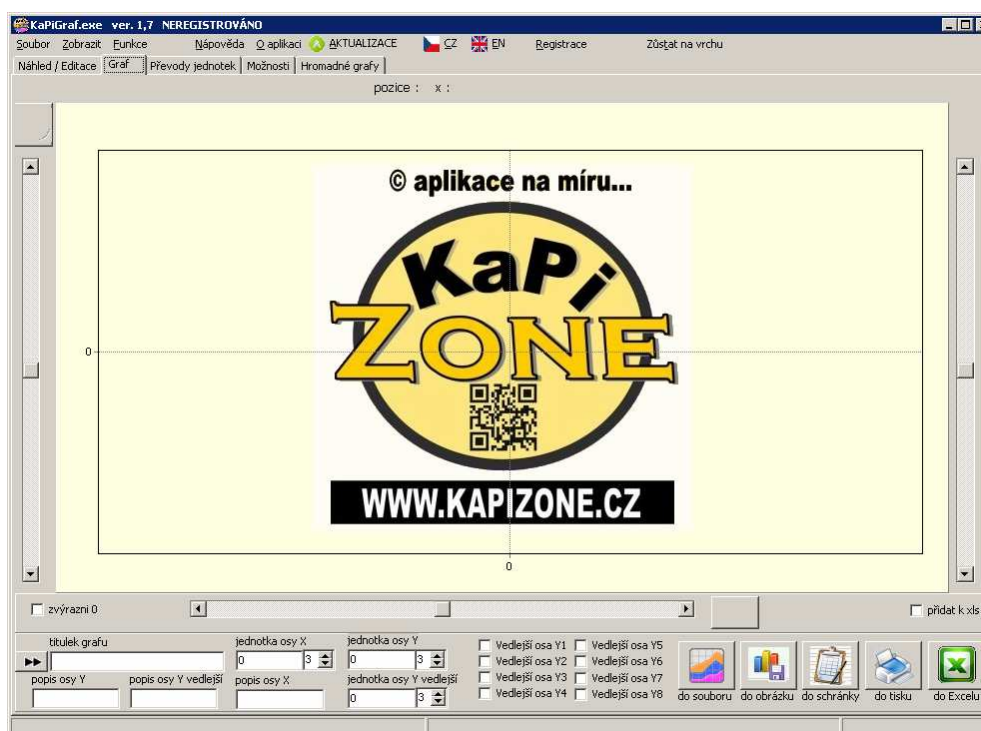 KaPiGraf.exe ver. 1,7 NEREGISTROVÁNO
Soubor Zobrazit Funkce Nápověda O aplikaci AKTUALIZACE CZ EN Registrace Zůstat na vrchu
Náhled / Editace Graf Převody jednotek Možnosti Hromadné grafy
pozice : x :
© aplikace na míru...
KaPi
ZONE
0
WWW.KAPIZONE.CZ
0
zvýrazni 0 přidat k xls
titulek grafu jednotka osy X jednotka osy Y Vedlejší osa Y1 Vedlejší osa Y5
0 3 0 3 Vedlejší osa Y2 Vedlejší osa Y6
popis osy Y popis osy Y vedlejší popis osy X jednotka osy Y vedlejší Vedlejší osa Y3 Vedlejší osa Y7
0 3 Vedlejší osa Y4 Vedlejší osa Y8
do souboru do obrázku do schránky do tisku do Excelu